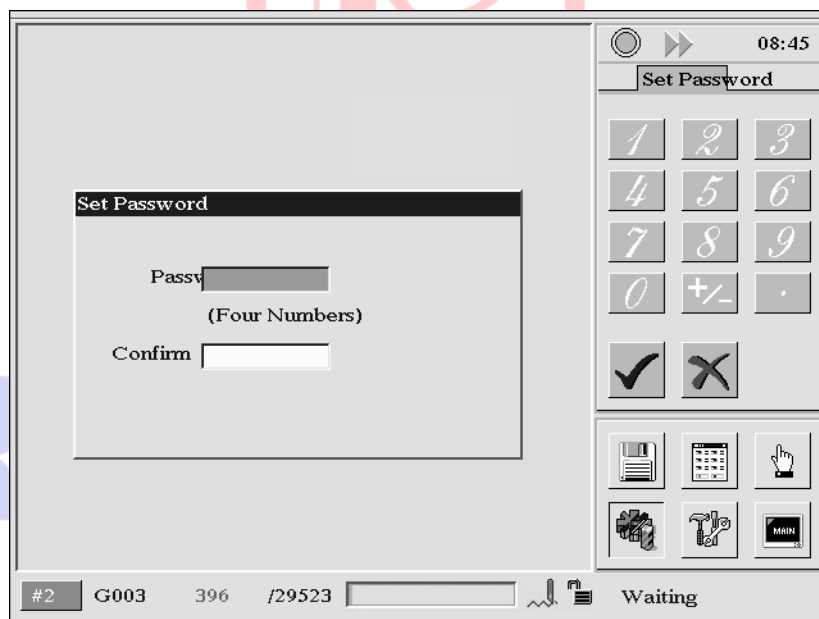 08:45
Set Password
1 2 3
4 5 6
7 8 9
0 +/- .
Set Password
Passw
(Four Numbers)
Confirm
MAIN
#2 G003 396 /29523 Waiting